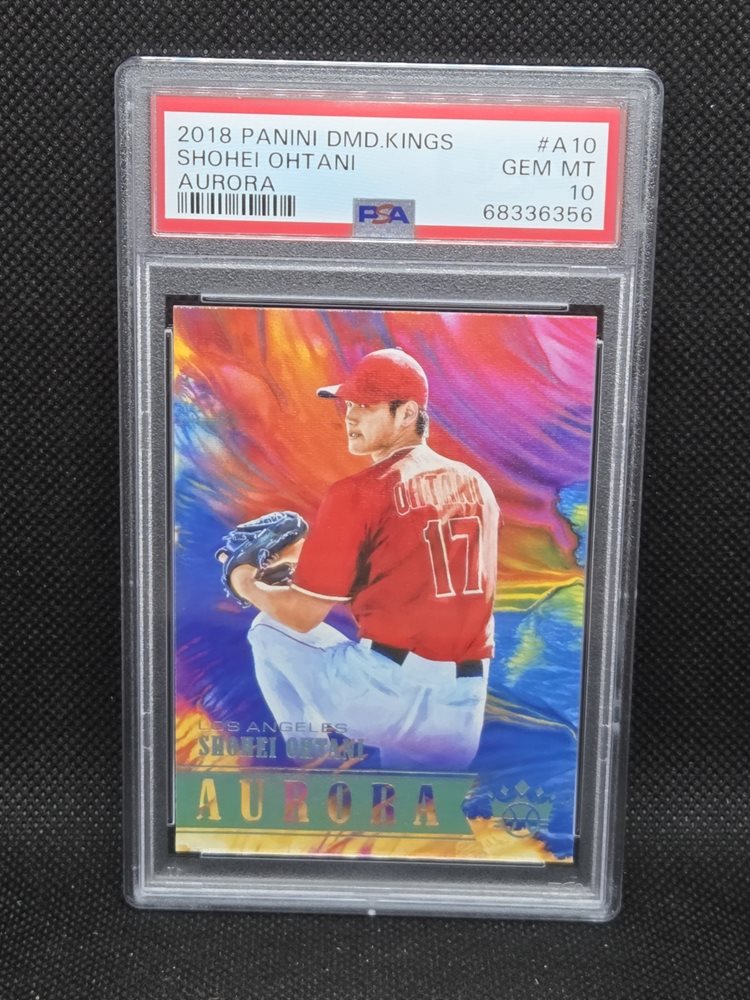 2018 PANINI DMD.KINGS #A10
SHOHEI OHTANI GEM MT
AURORA 10
PSA 68336356
OHTANI
17
LOS ANGELES
SHOHEI OHTANI
AURORA